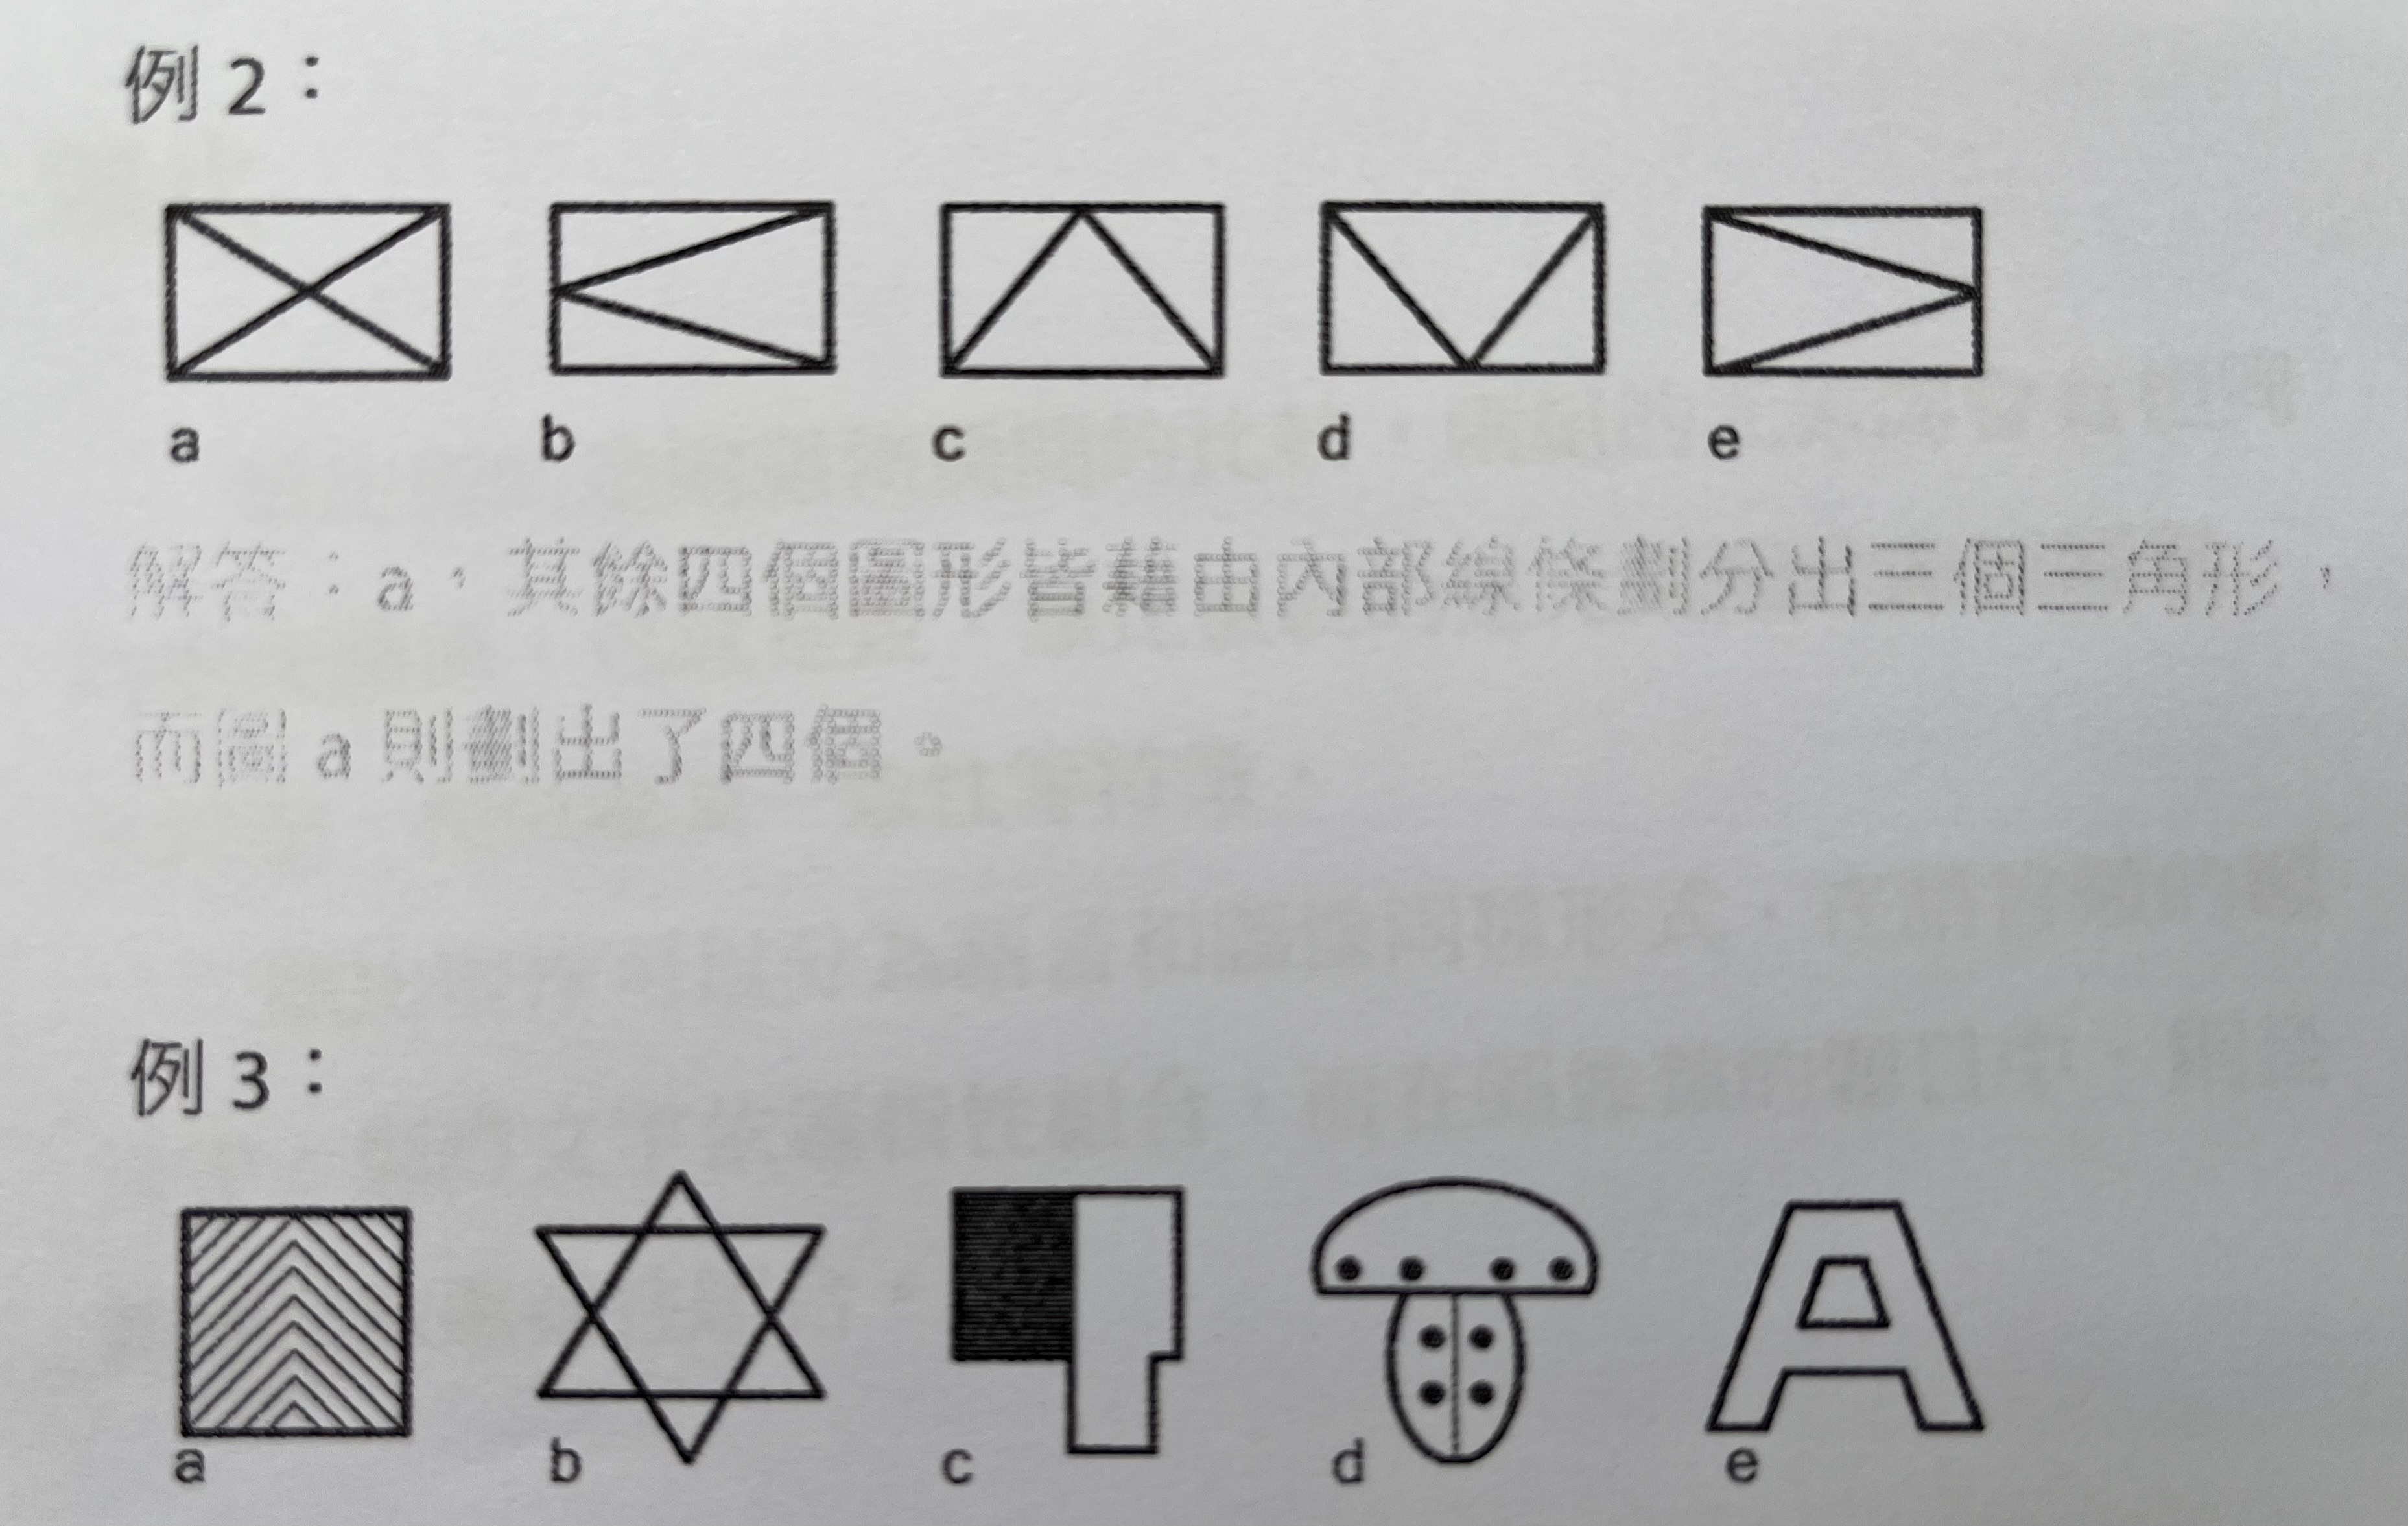 例 2：
a b c d e
解答：a，其餘四個圖形皆藉由內部線條劃分出三個三角形，
而圖 a 則劃出了四個。
例 3：
a b c d e